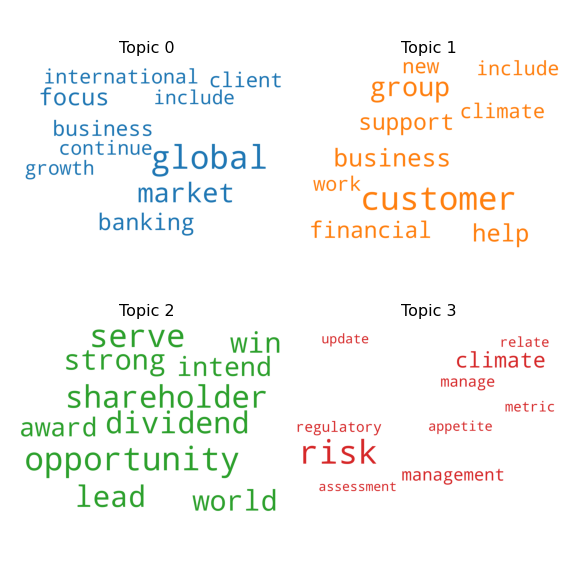 Topic 0
international client
focus include
business
continue
growth global
market
banking
Topic 1
new include
group
climate
support
business
work
customer
financial help
Topic 2
serve win
strong intend
shareholder
award dividend
opportunity
lead world
Topic 3
update relate
climate
manage
metric
regulatory appetite
risk
management
assessment